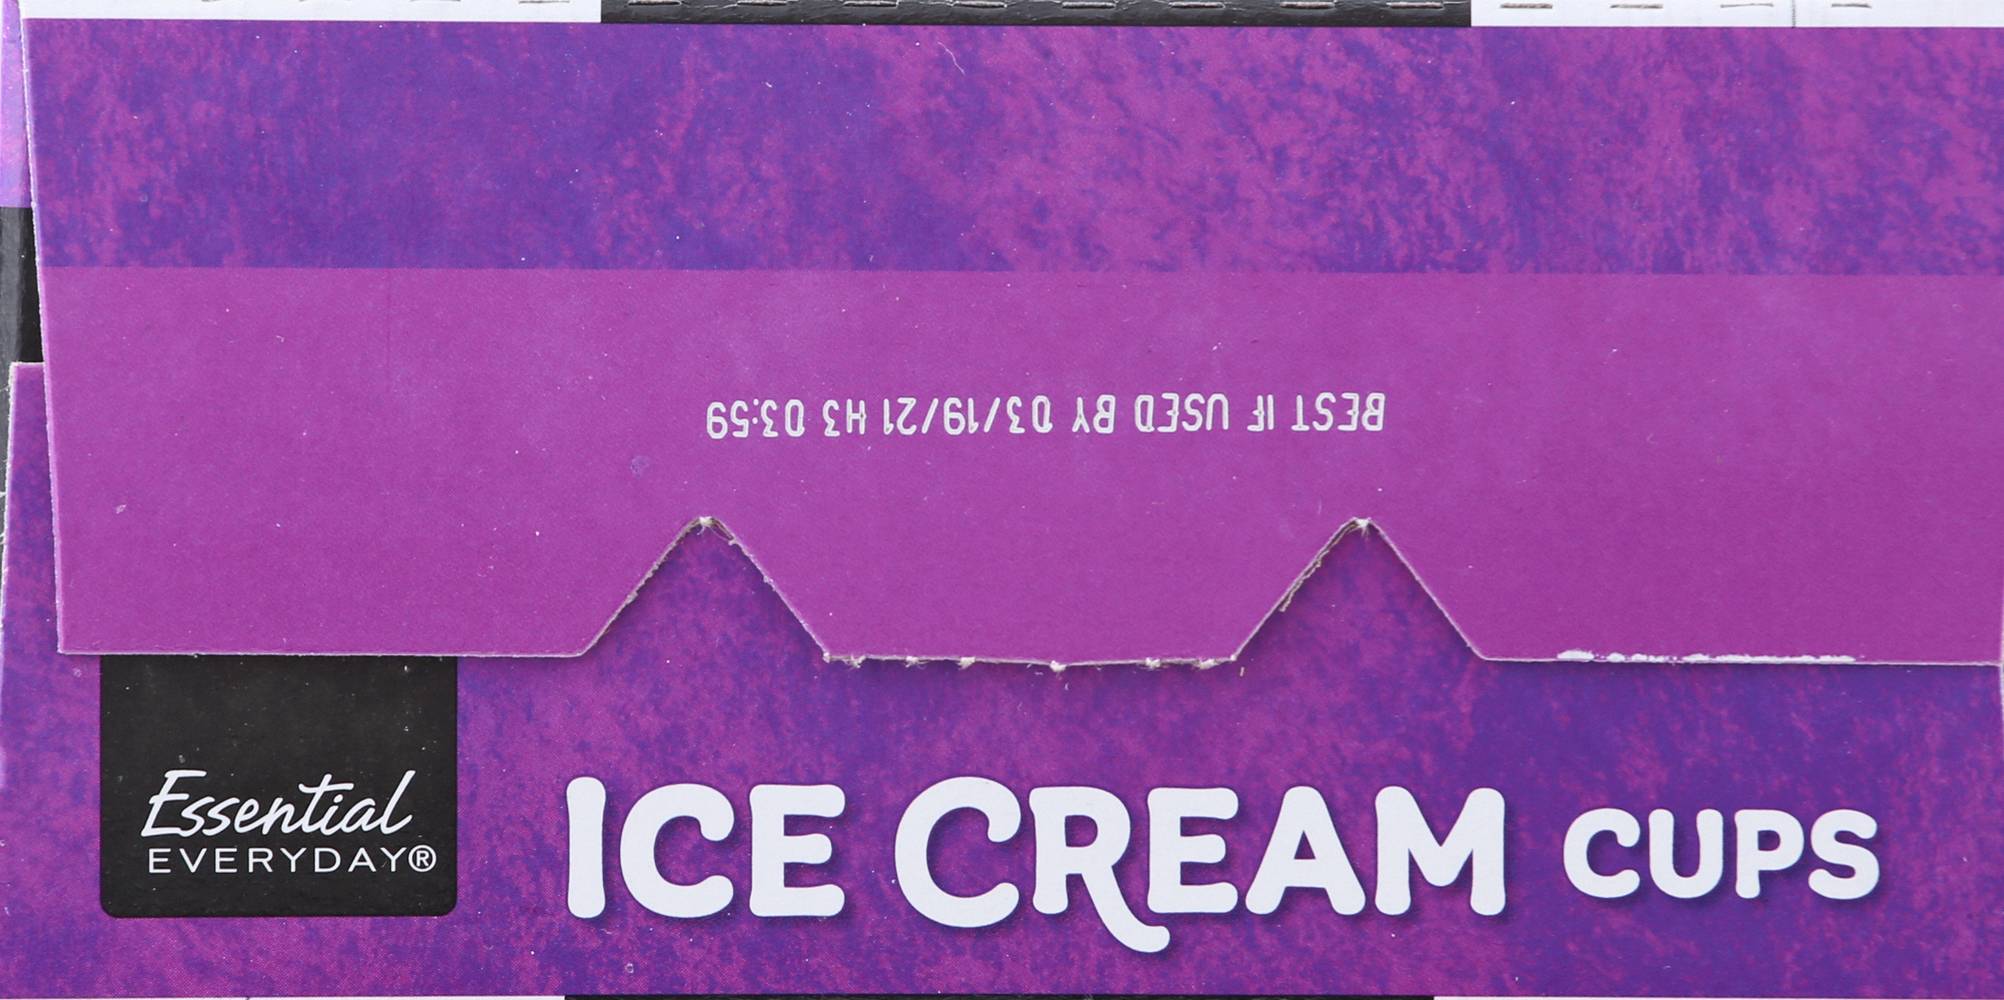 BEST IF USED BY 03/19/21 H3 03:59
Essential
EVERYDAY®
ICE CREAM CUPS